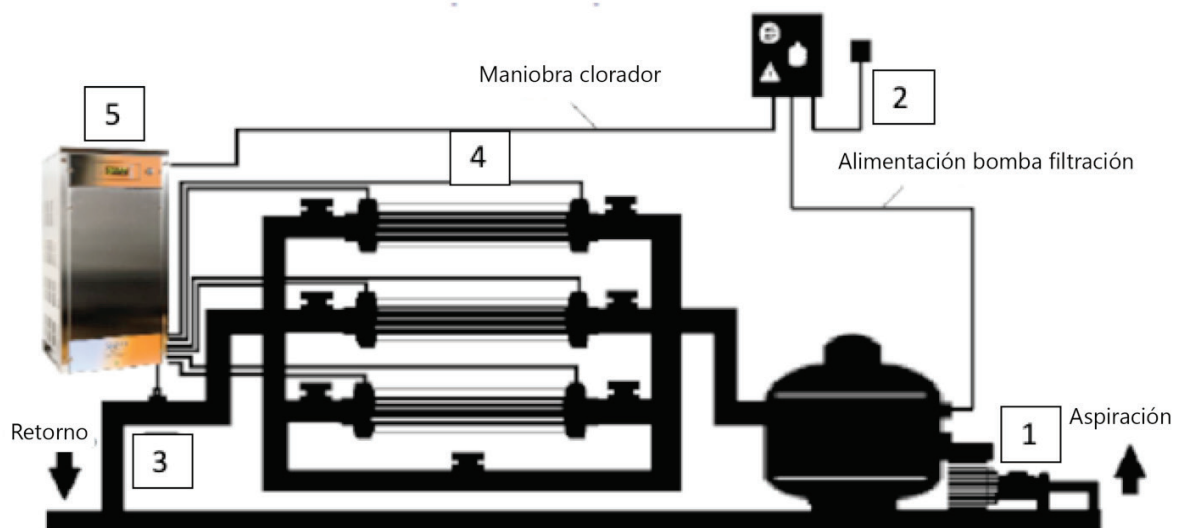 Maniobra clorador
2
5
4
Alimentación bomba filtración
1
Aspiración
Retorno
3